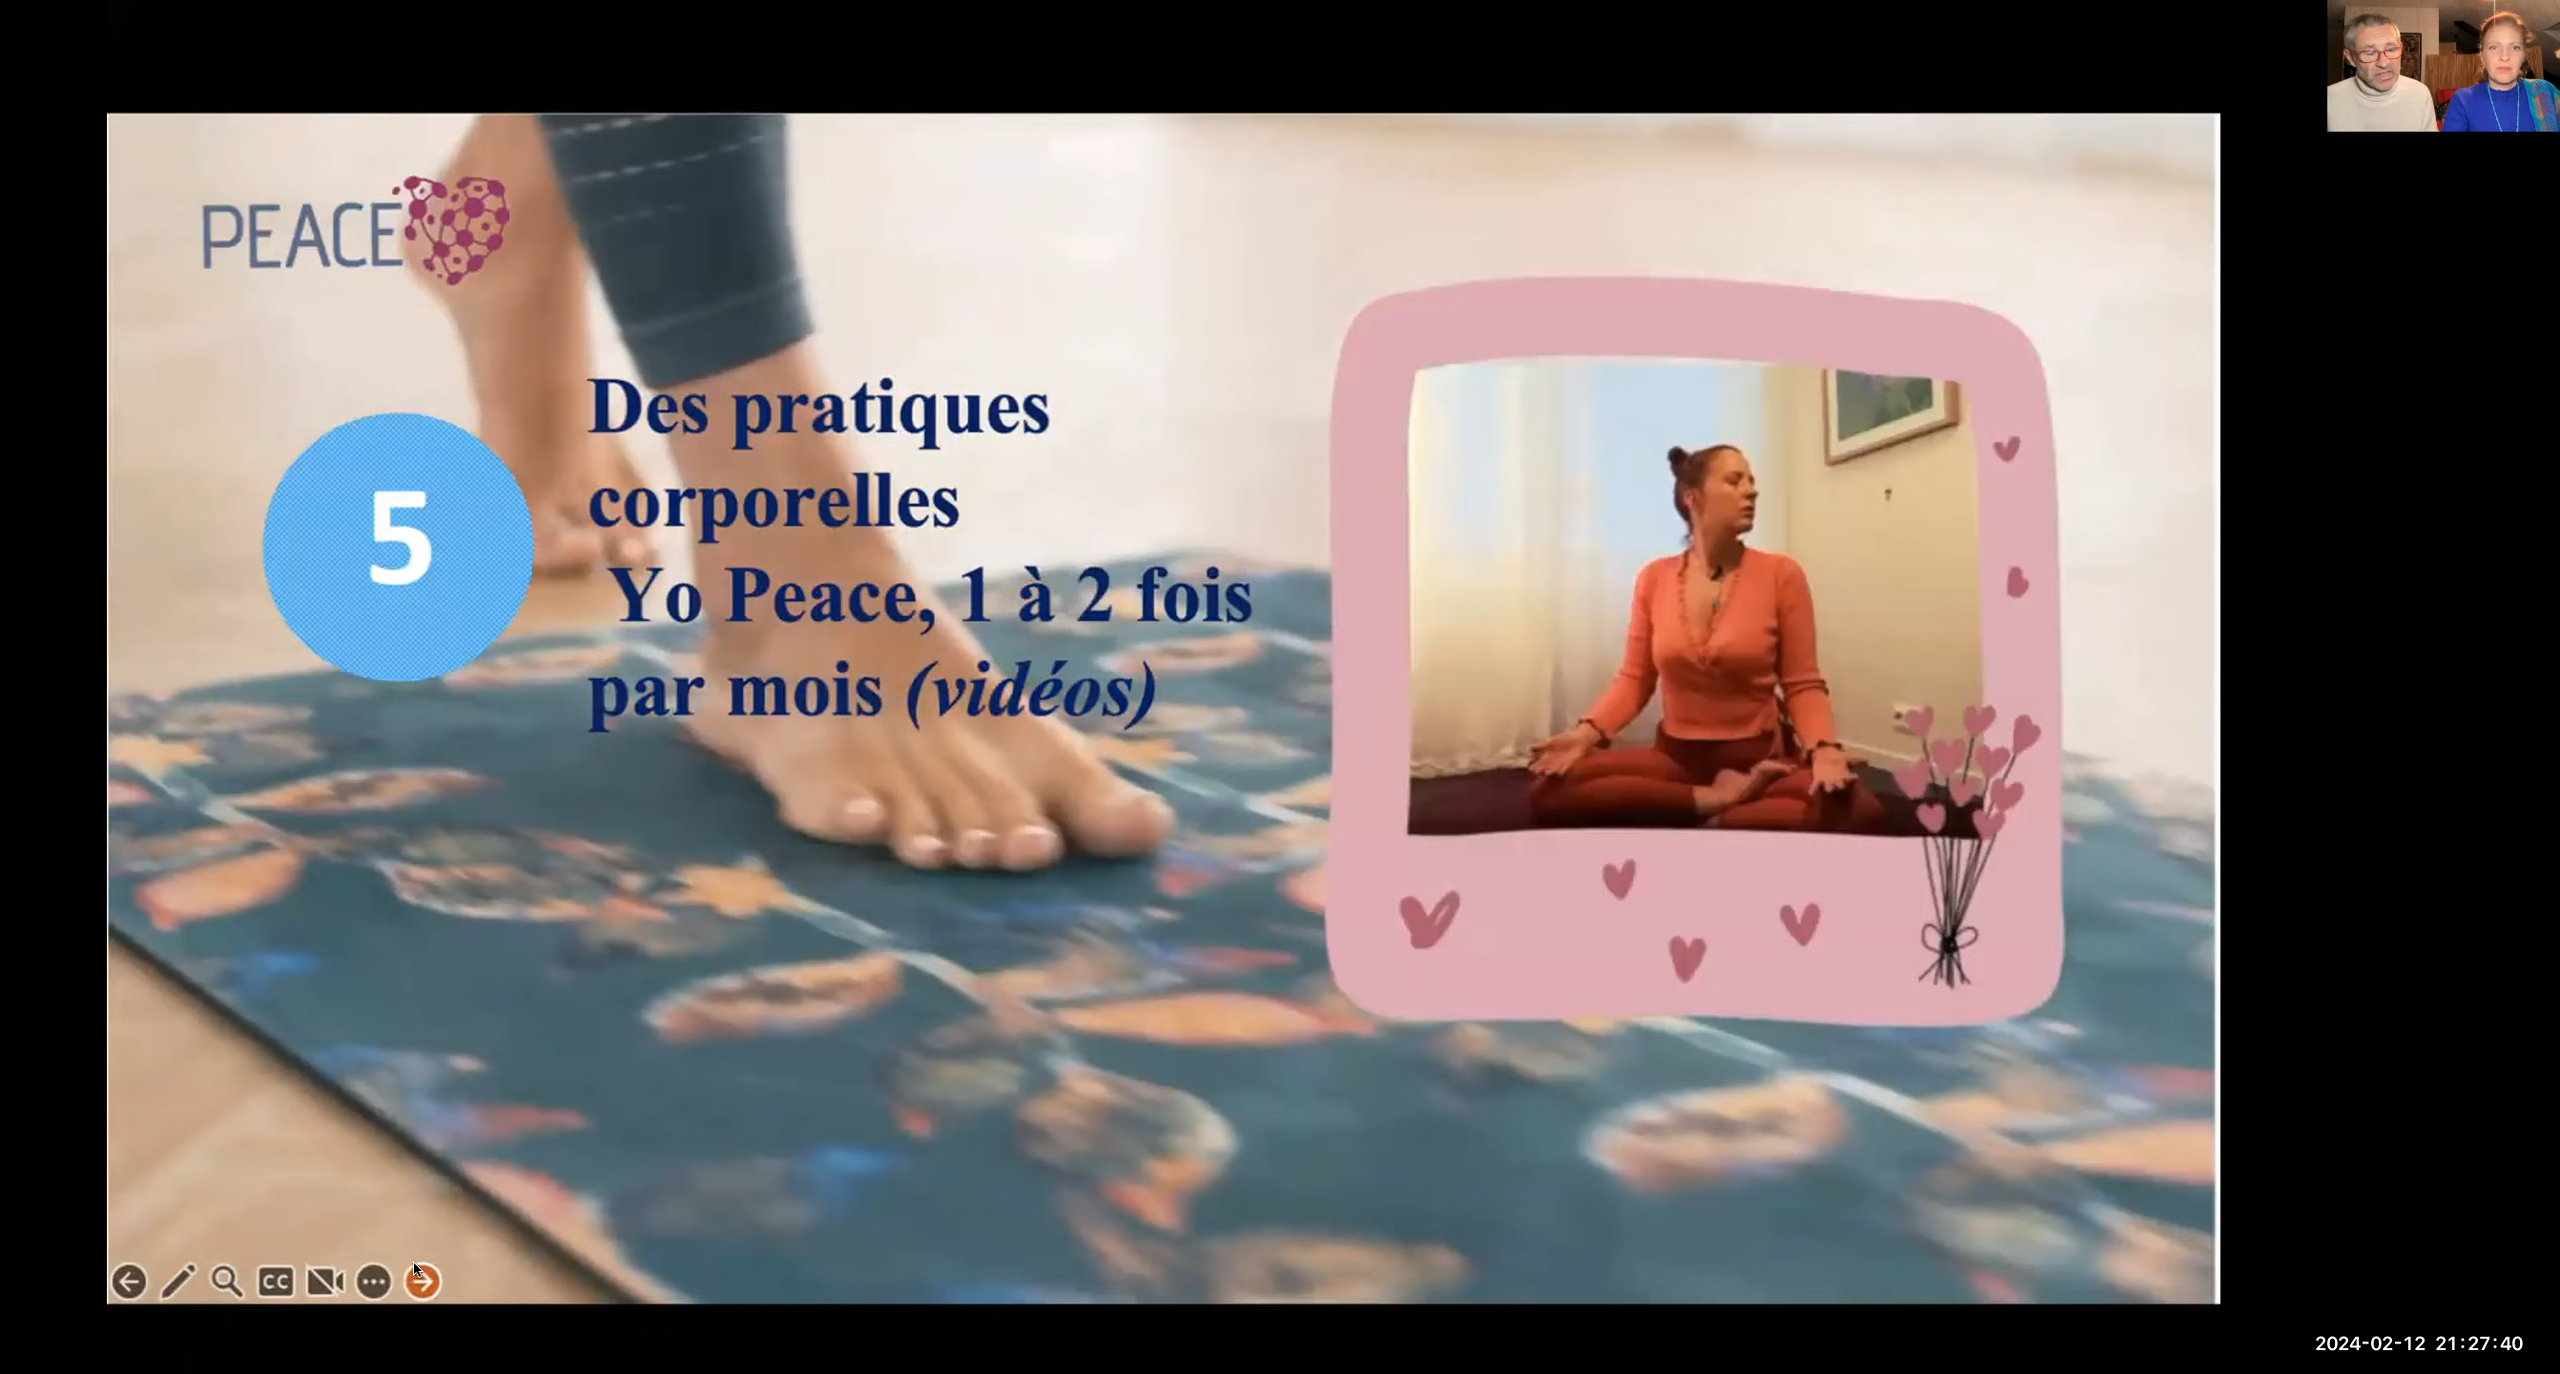 PEACE
5
Des pratiques
corporelles
Yo Peace, 1 à 2 fois
par mois (vidéos)
CC
2024-02-12 21:27:40